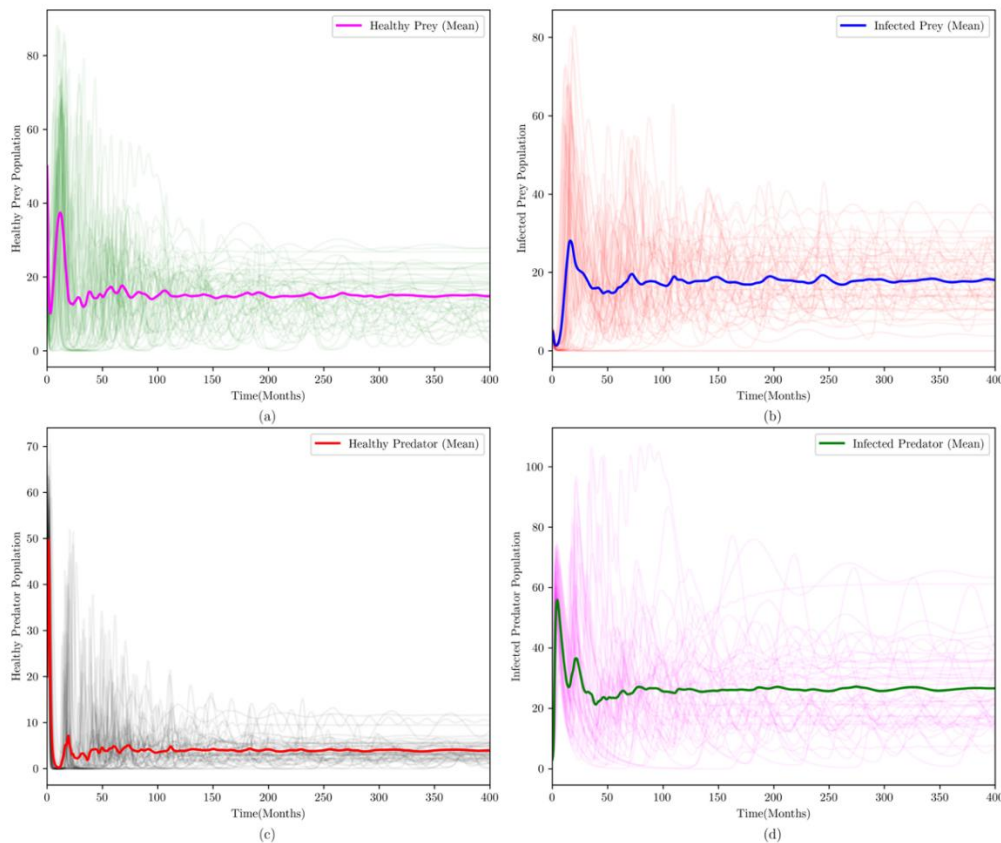 Healthy Prey (Mean)
Healthy Prey Population
80
60
40
20
0
0 50 100 150 200 250 300 350 400
Time(Months)
(a)
Infected Prey (Mean)
Infected Prey Population
80
60
40
20
0
0 50 100 150 200 250 300 350 400
Time(Months)
(b)
Healthy Predator (Mean)
Healthy Predator Population
70
60
50
40
30
20
10
0
0 50 100 150 200 250 300 350 400
Time(Months)
(c)
Infected Predator (Mean)
Infected Predator Population
100
80
60
40
20
0
0 50 100 150 200 250 300 350 400
Time(Months)
(d)